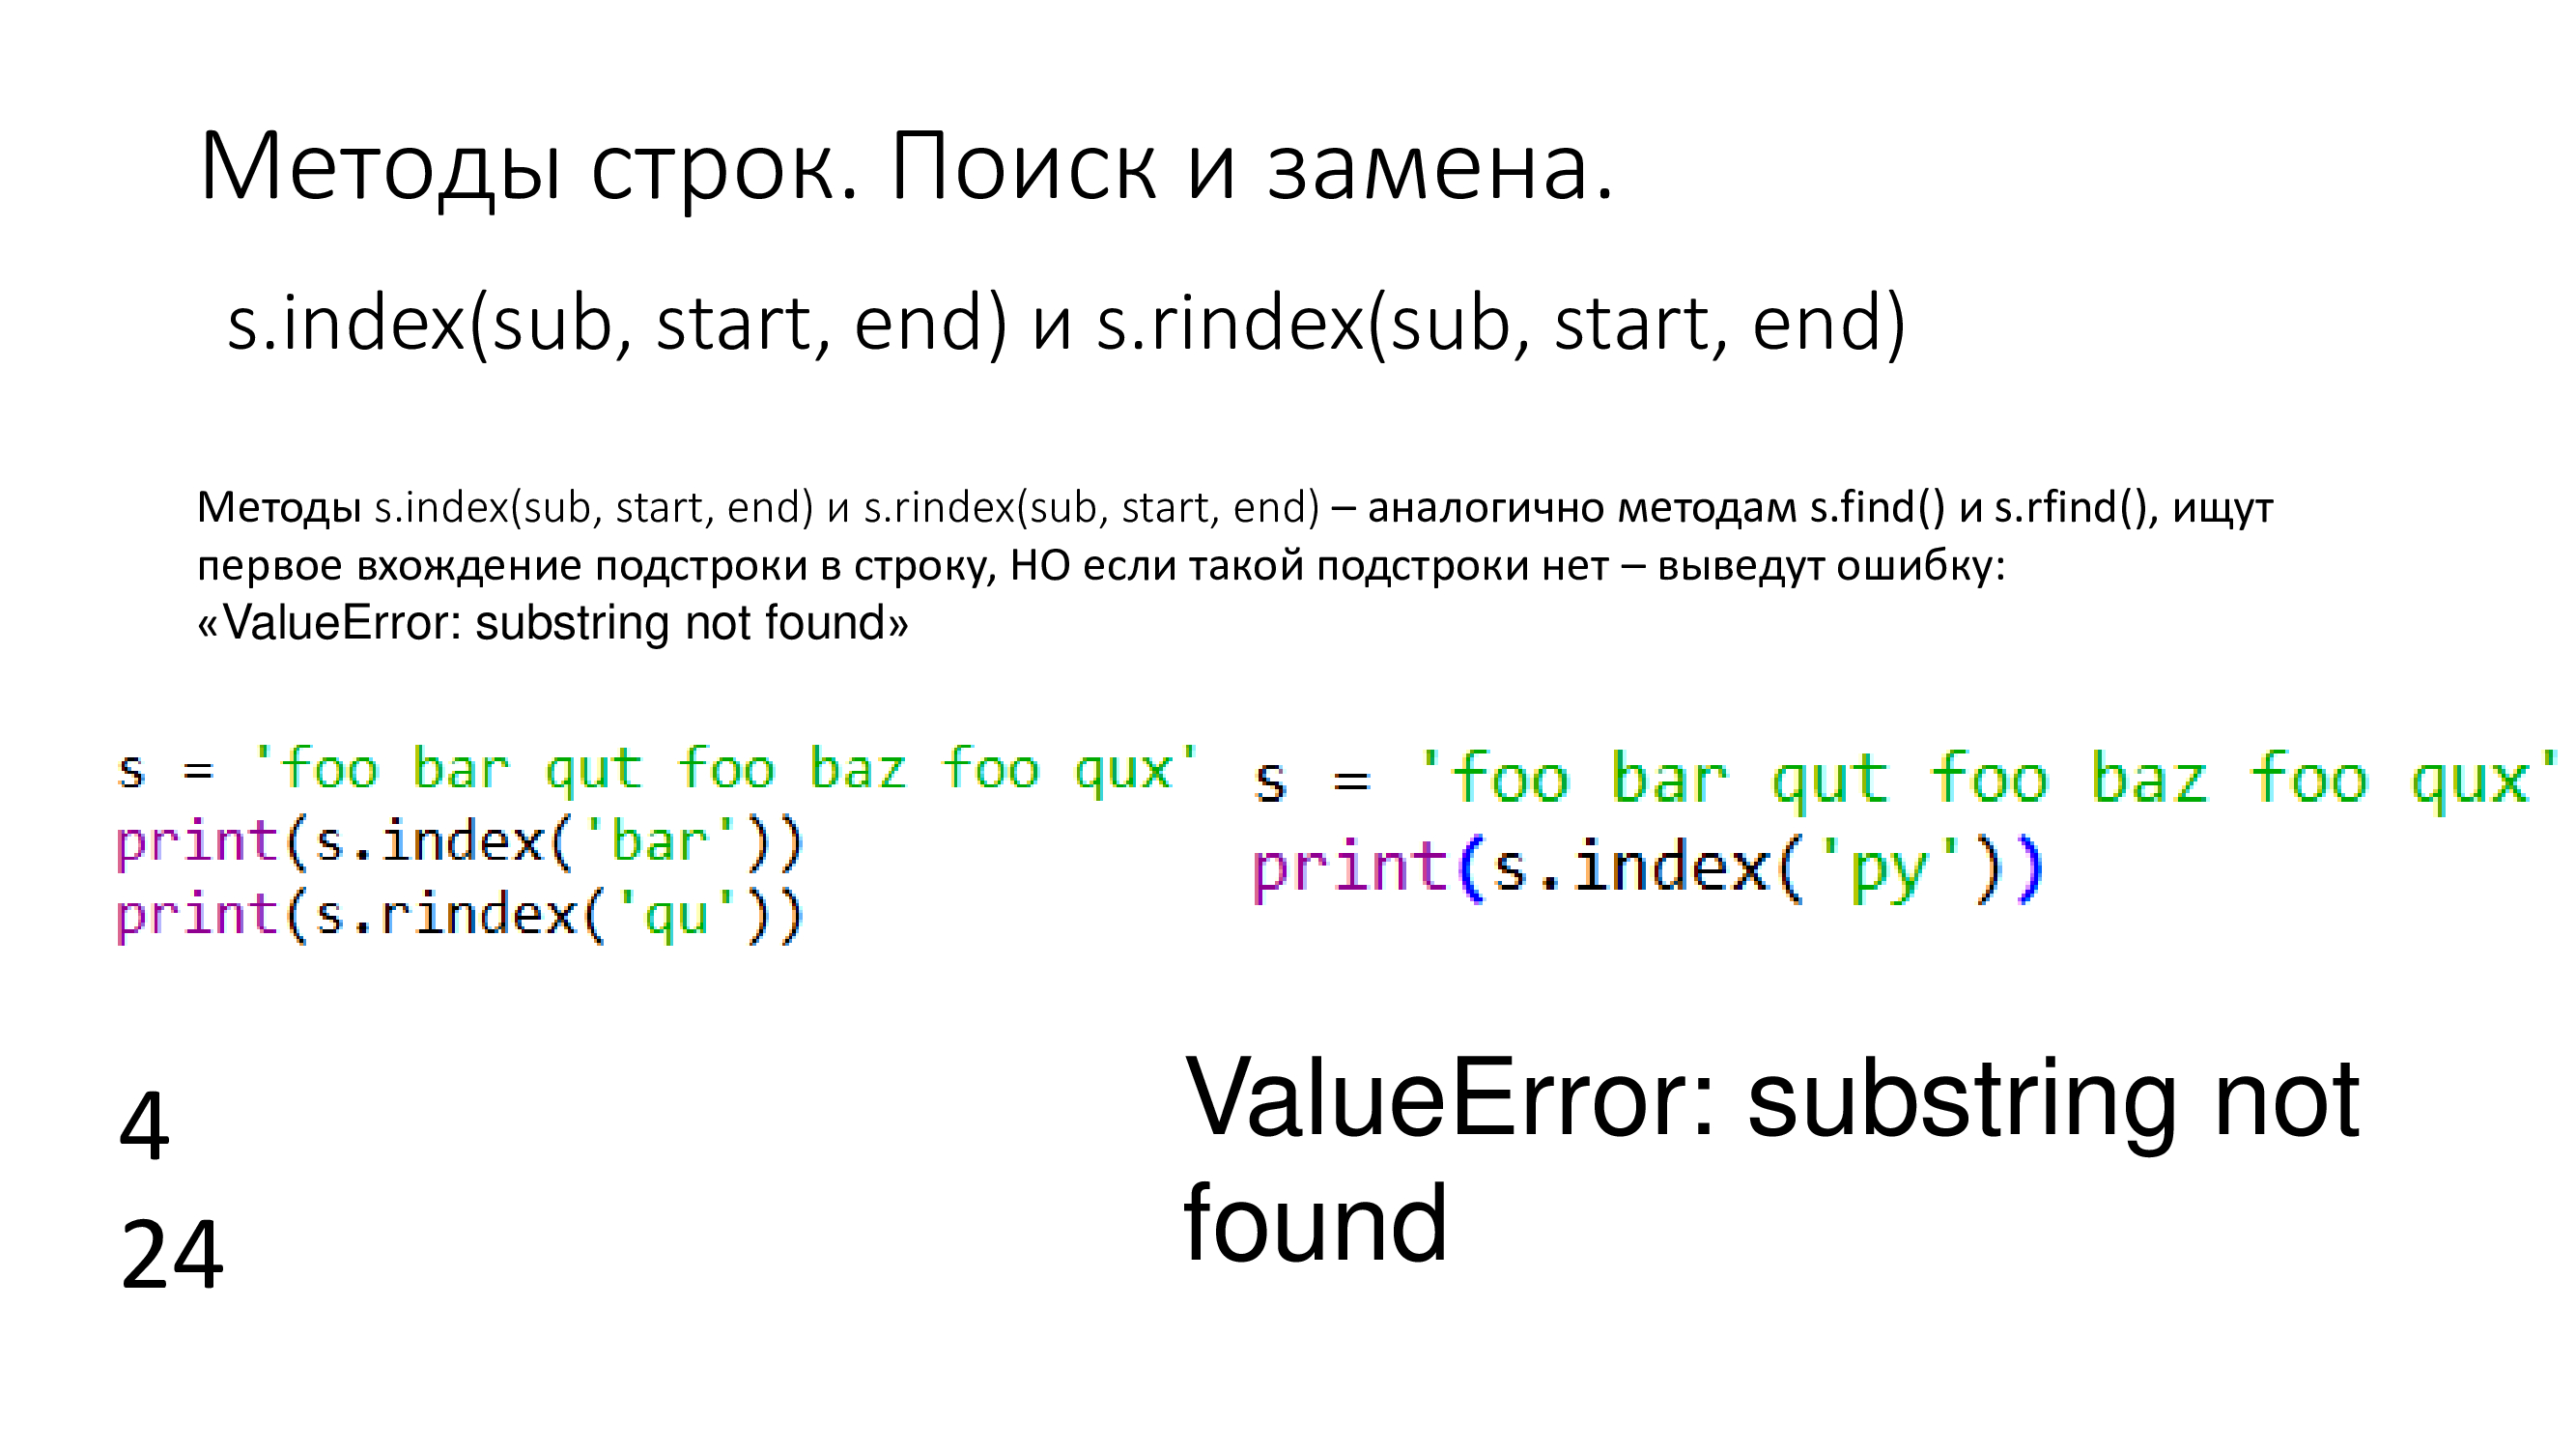 Методы строк. Поиск и замена.
s.index(sub, start, end) и s.rindex(sub, start, end)
Методы s.index(sub, start, end) и s.rindex(sub, start, end) – аналогично методам s.find() и s.rfind(), ищут
первое вхождение подстроки в строку, НО если такой подстроки нет – выведут ошибку:
«ValueError: substring not found»
s = 'foo bar qut foo baz foo qux'
print(s.index('bar'))
print(s.rindex('qu'))
4
24
s = 'foo bar qut foo baz foo qux'
print(s.index('py'))
ValueError: substring not
found